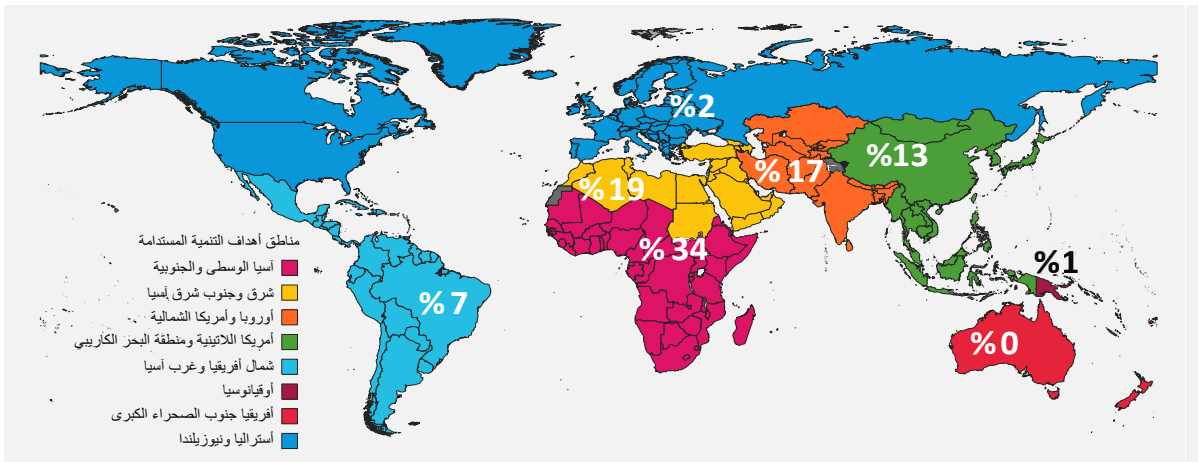 %2
%13
% 17
%19
% 34
%1
% 7
%0
مناطق أهداف التنمية المستدامة
آسيا الوسطى والجنوبية
شرق وجنوب شرق آسيا
أوروبا وأمريكا الشمالية
أمريكا اللاتينية ومنطقة البحر الكاريبي
شمال أفريقيا وغرب آسيا
أوقيانوسيا
أفريقيا جنوب الصحراء الكبرى
أستراليا ونيوزيلندا